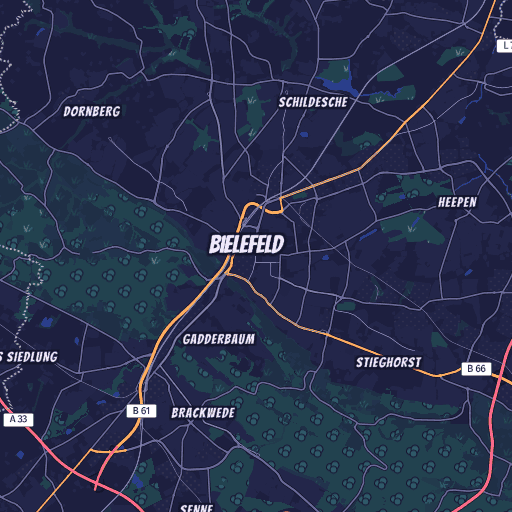 L
SCHILDESCHE
DORNBERG
HEEPEN
BIELEFELD
GADDERBAUM
S SIEDLUNG
STIEGHORST
B 66
B 61
BRACKWEDE
A 33
SENNE